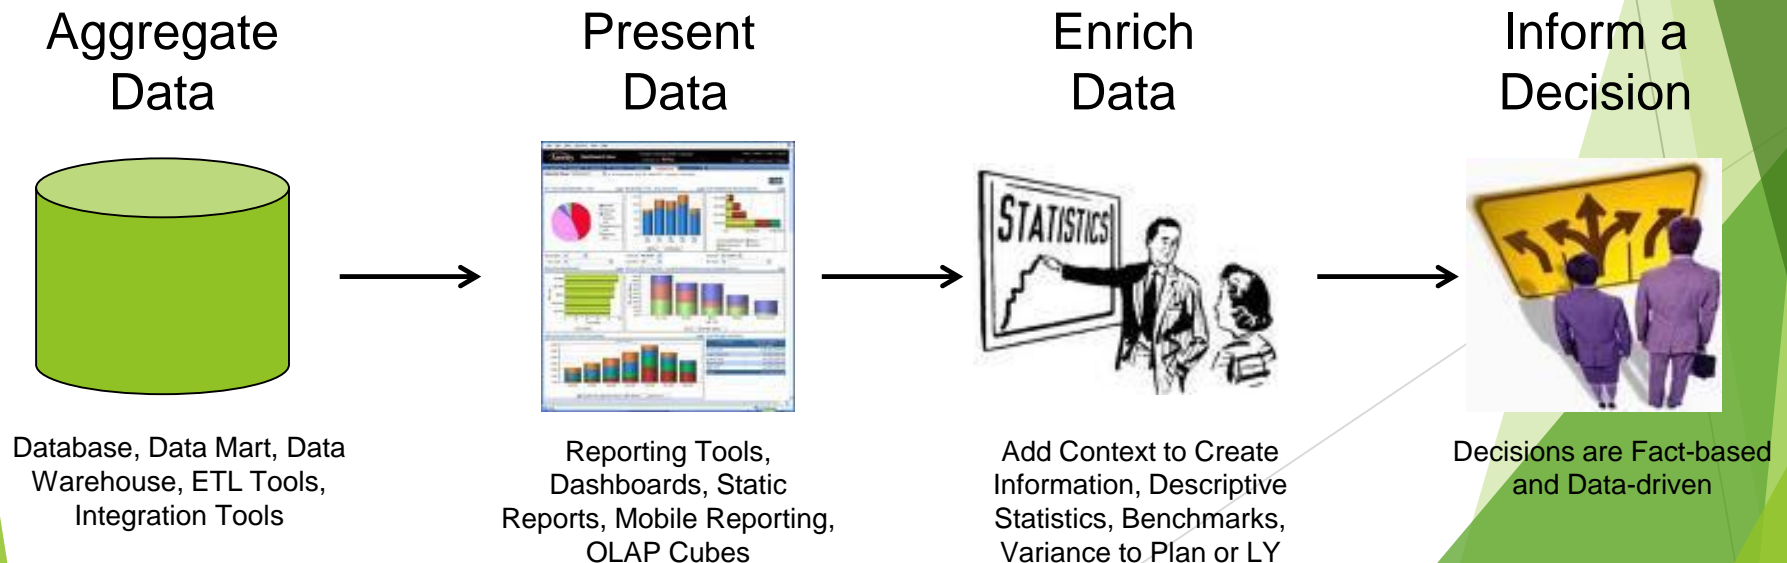 Aggregate
Data
Present
Data
Enrich
Data
Inform a
Decision
STATISTICS
Database, Data Mart, Data
Warehouse, ETL Tools,
Integration Tools
Reporting Tools,
Dashboards, Static
Reports, Mobile Reporting,
OLAP Cubes
Add Context to Create
Information, Descriptive
Statistics, Benchmarks,
Variance to Plan or LY
Decisions are Fact-based
and Data-driven